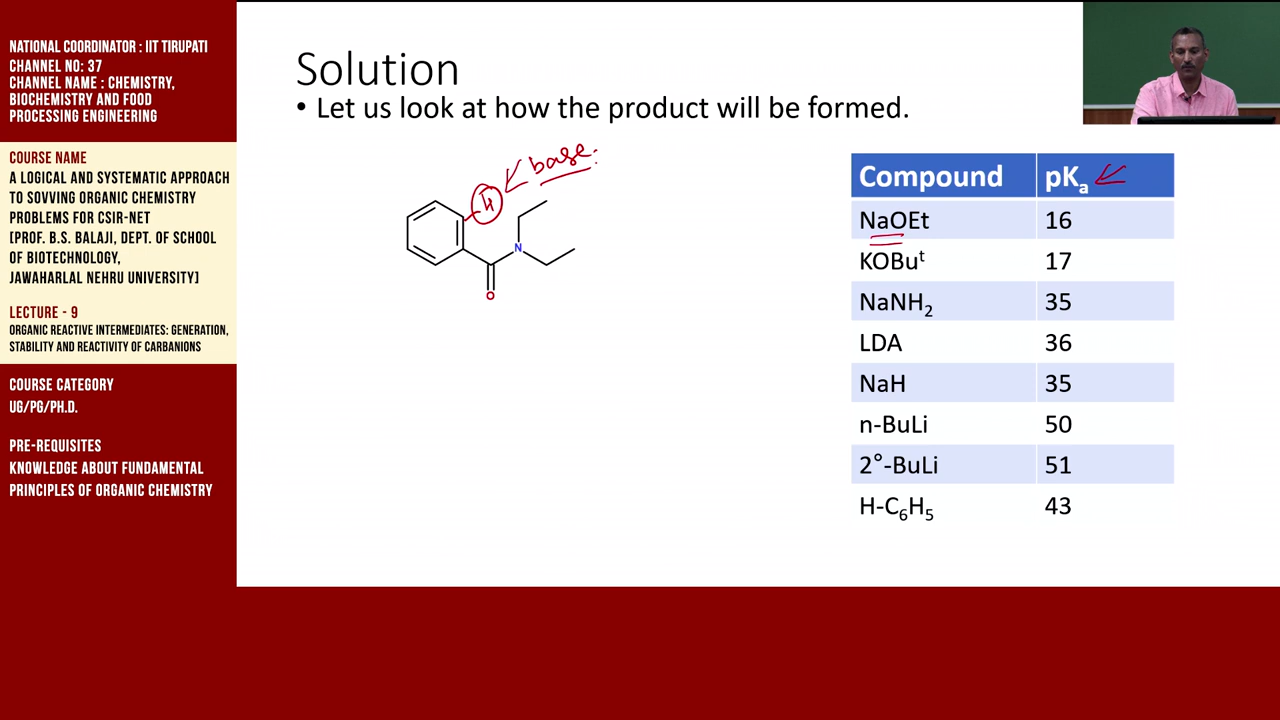 NATIONAL COORDINATOR : IIT TIRUPATI
CHANNEL NO: 37
CHANNEL NAME : CHEMISTRY,
BIOCHEMISTRY AND FOOD
PROCESSING ENGINEERING
COURSE NAME
A LOGICAL AND SYSTEMATIC APPROACH
TO SOVVING ORGANIC CHEMISTRY
PROBLEMS FOR CSIR-NET
[PROF. B.S. BALAJI, DEPT. OF SCHOOL
OF BIOTECHNOLOGY,
JAWAHARLAL NEHRU UNIVERSITY]
LECTURE - 9
ORGANIC REACTIVE INTERMEDIATES: GENERATION,
STABILITY AND REACTIVITY OF CARBANIONS
COURSE CATEGORY
UG/PG/PH.D.
PRE-REQUISITES
KNOWLEDGE ABOUT FUNDAMENTAL
PRINCIPLES OF ORGANIC CHEMISTRY
Solution
• Let us look at how the product will be formed.
base.
H
N
O
Compound pKₐ
NaOEt 16
KOBuᵗ 17
NaNH₂ 35
LDA 36
NaH 35
n-BuLi 50
2°-BuLi 51
H-C₆H₅ 43